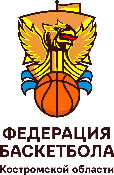 ФЕДЕРАЦИЯ
БАСКЕТБОЛА
Костромской области